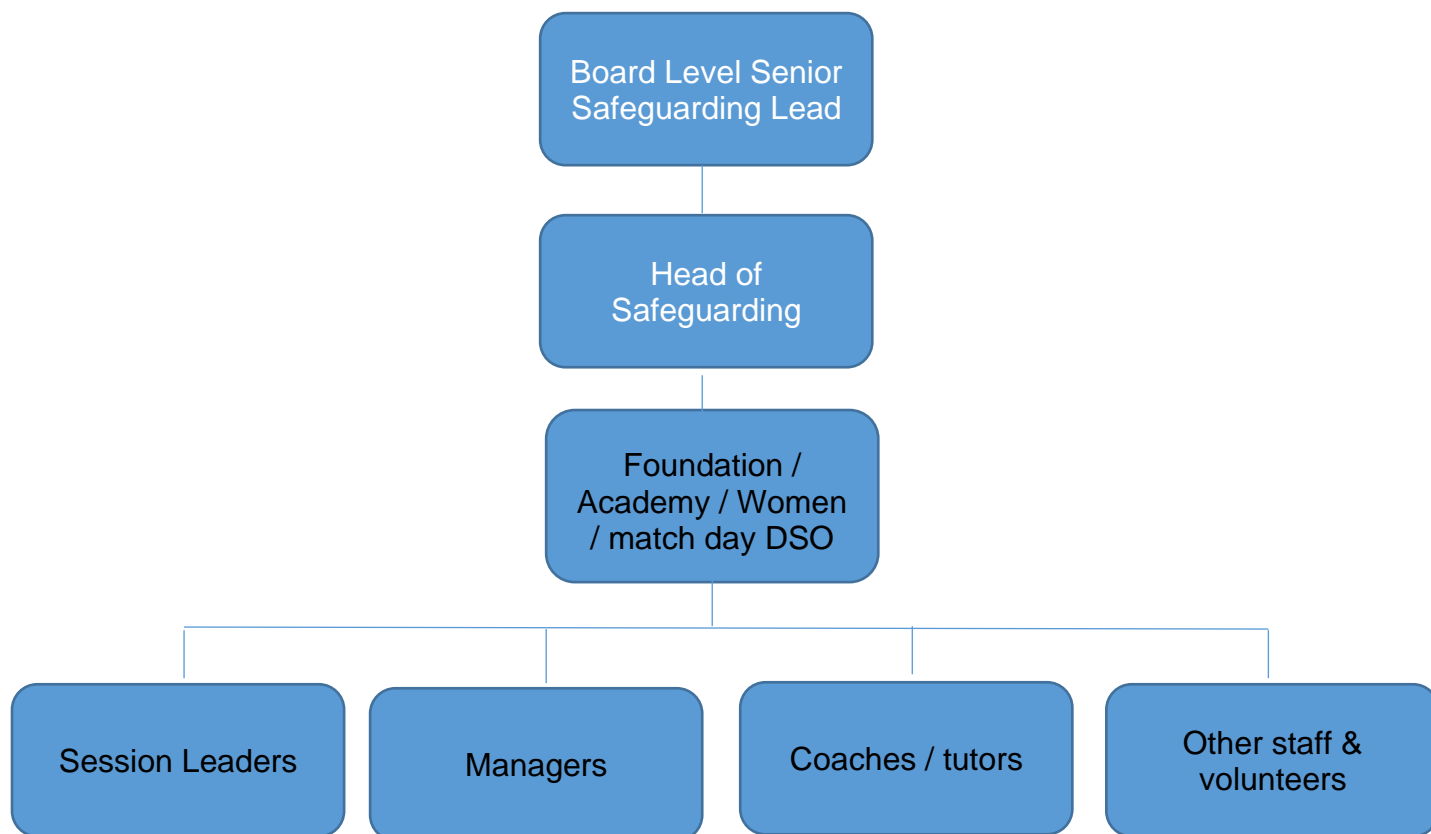 Board Level Senior
Safeguarding Lead
Head of
Safeguarding
Foundation /
Academy / Women
/ match day DSO
Session Leaders
Managers
Coaches / tutors
Other staff &
volunteers